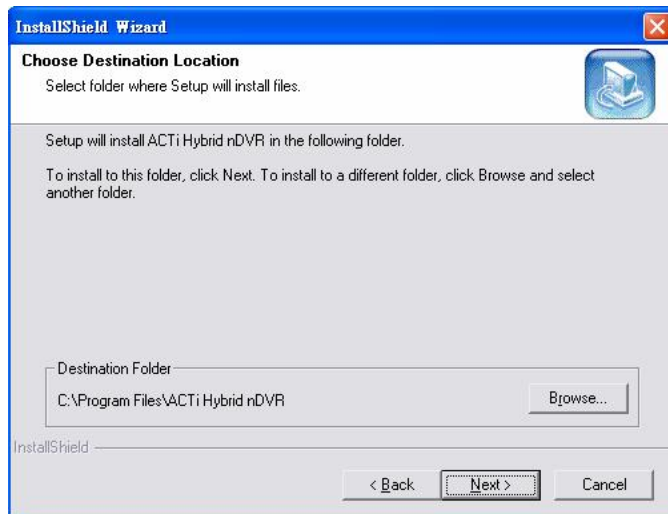 InstallShield Wizard
Choose Destination Location
Select folder where Setup will install files.
Setup will install ACTi Hybrid nDVR in the following folder.
To install to this folder, click Next. To install to a different folder, click Browse and select
another folder.
Destination Folder
C:\Program Files\ACTi Hybrid nDVR
Browse...
InstallShield
< Back
Next >
Cancel